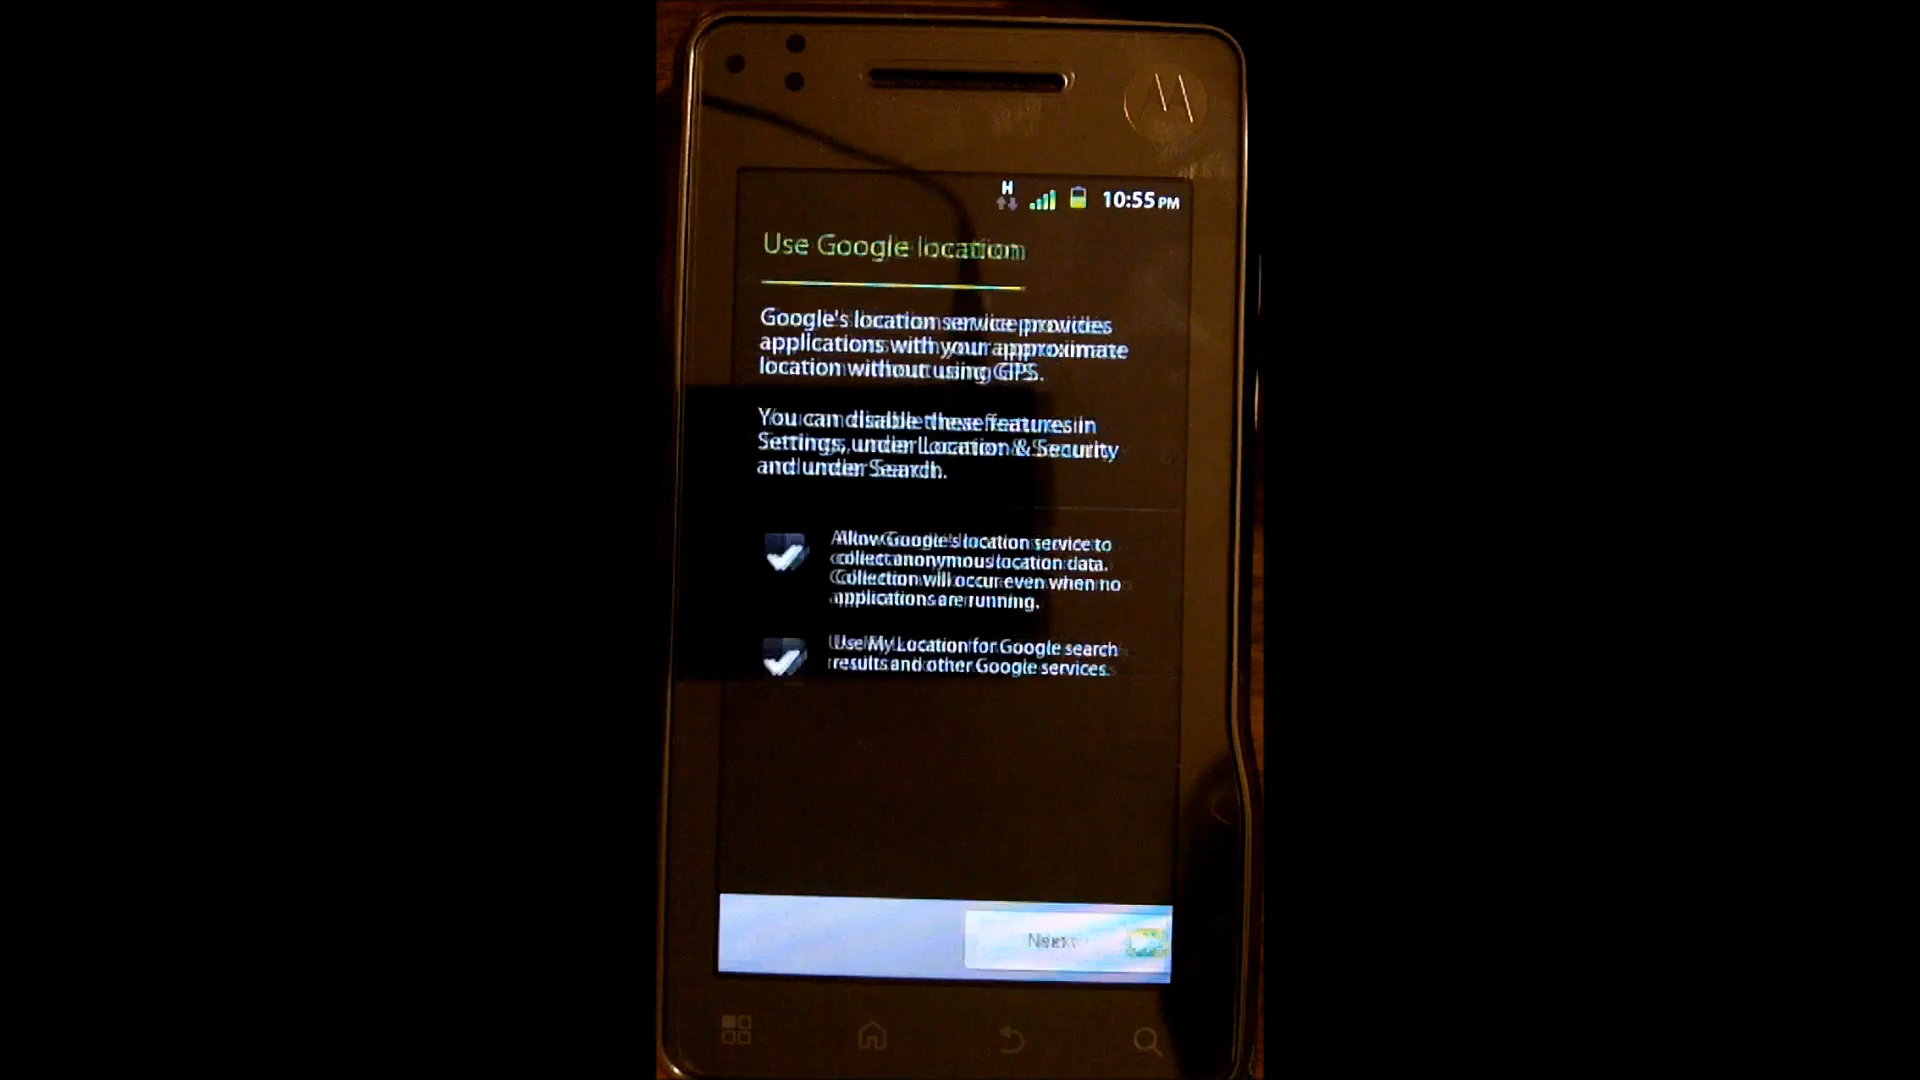 H
10:55 PM
Use Google location
Google's location service provides
applications with your approximate
location without using GPS.
You can disable these features in
Settings, under Location & Security
and under Search.
Allow Google's location service to
collect anonymous location data.
Collection will occur even when no
applications are running.
Use My Location for Google search
results and other Google services.
Next